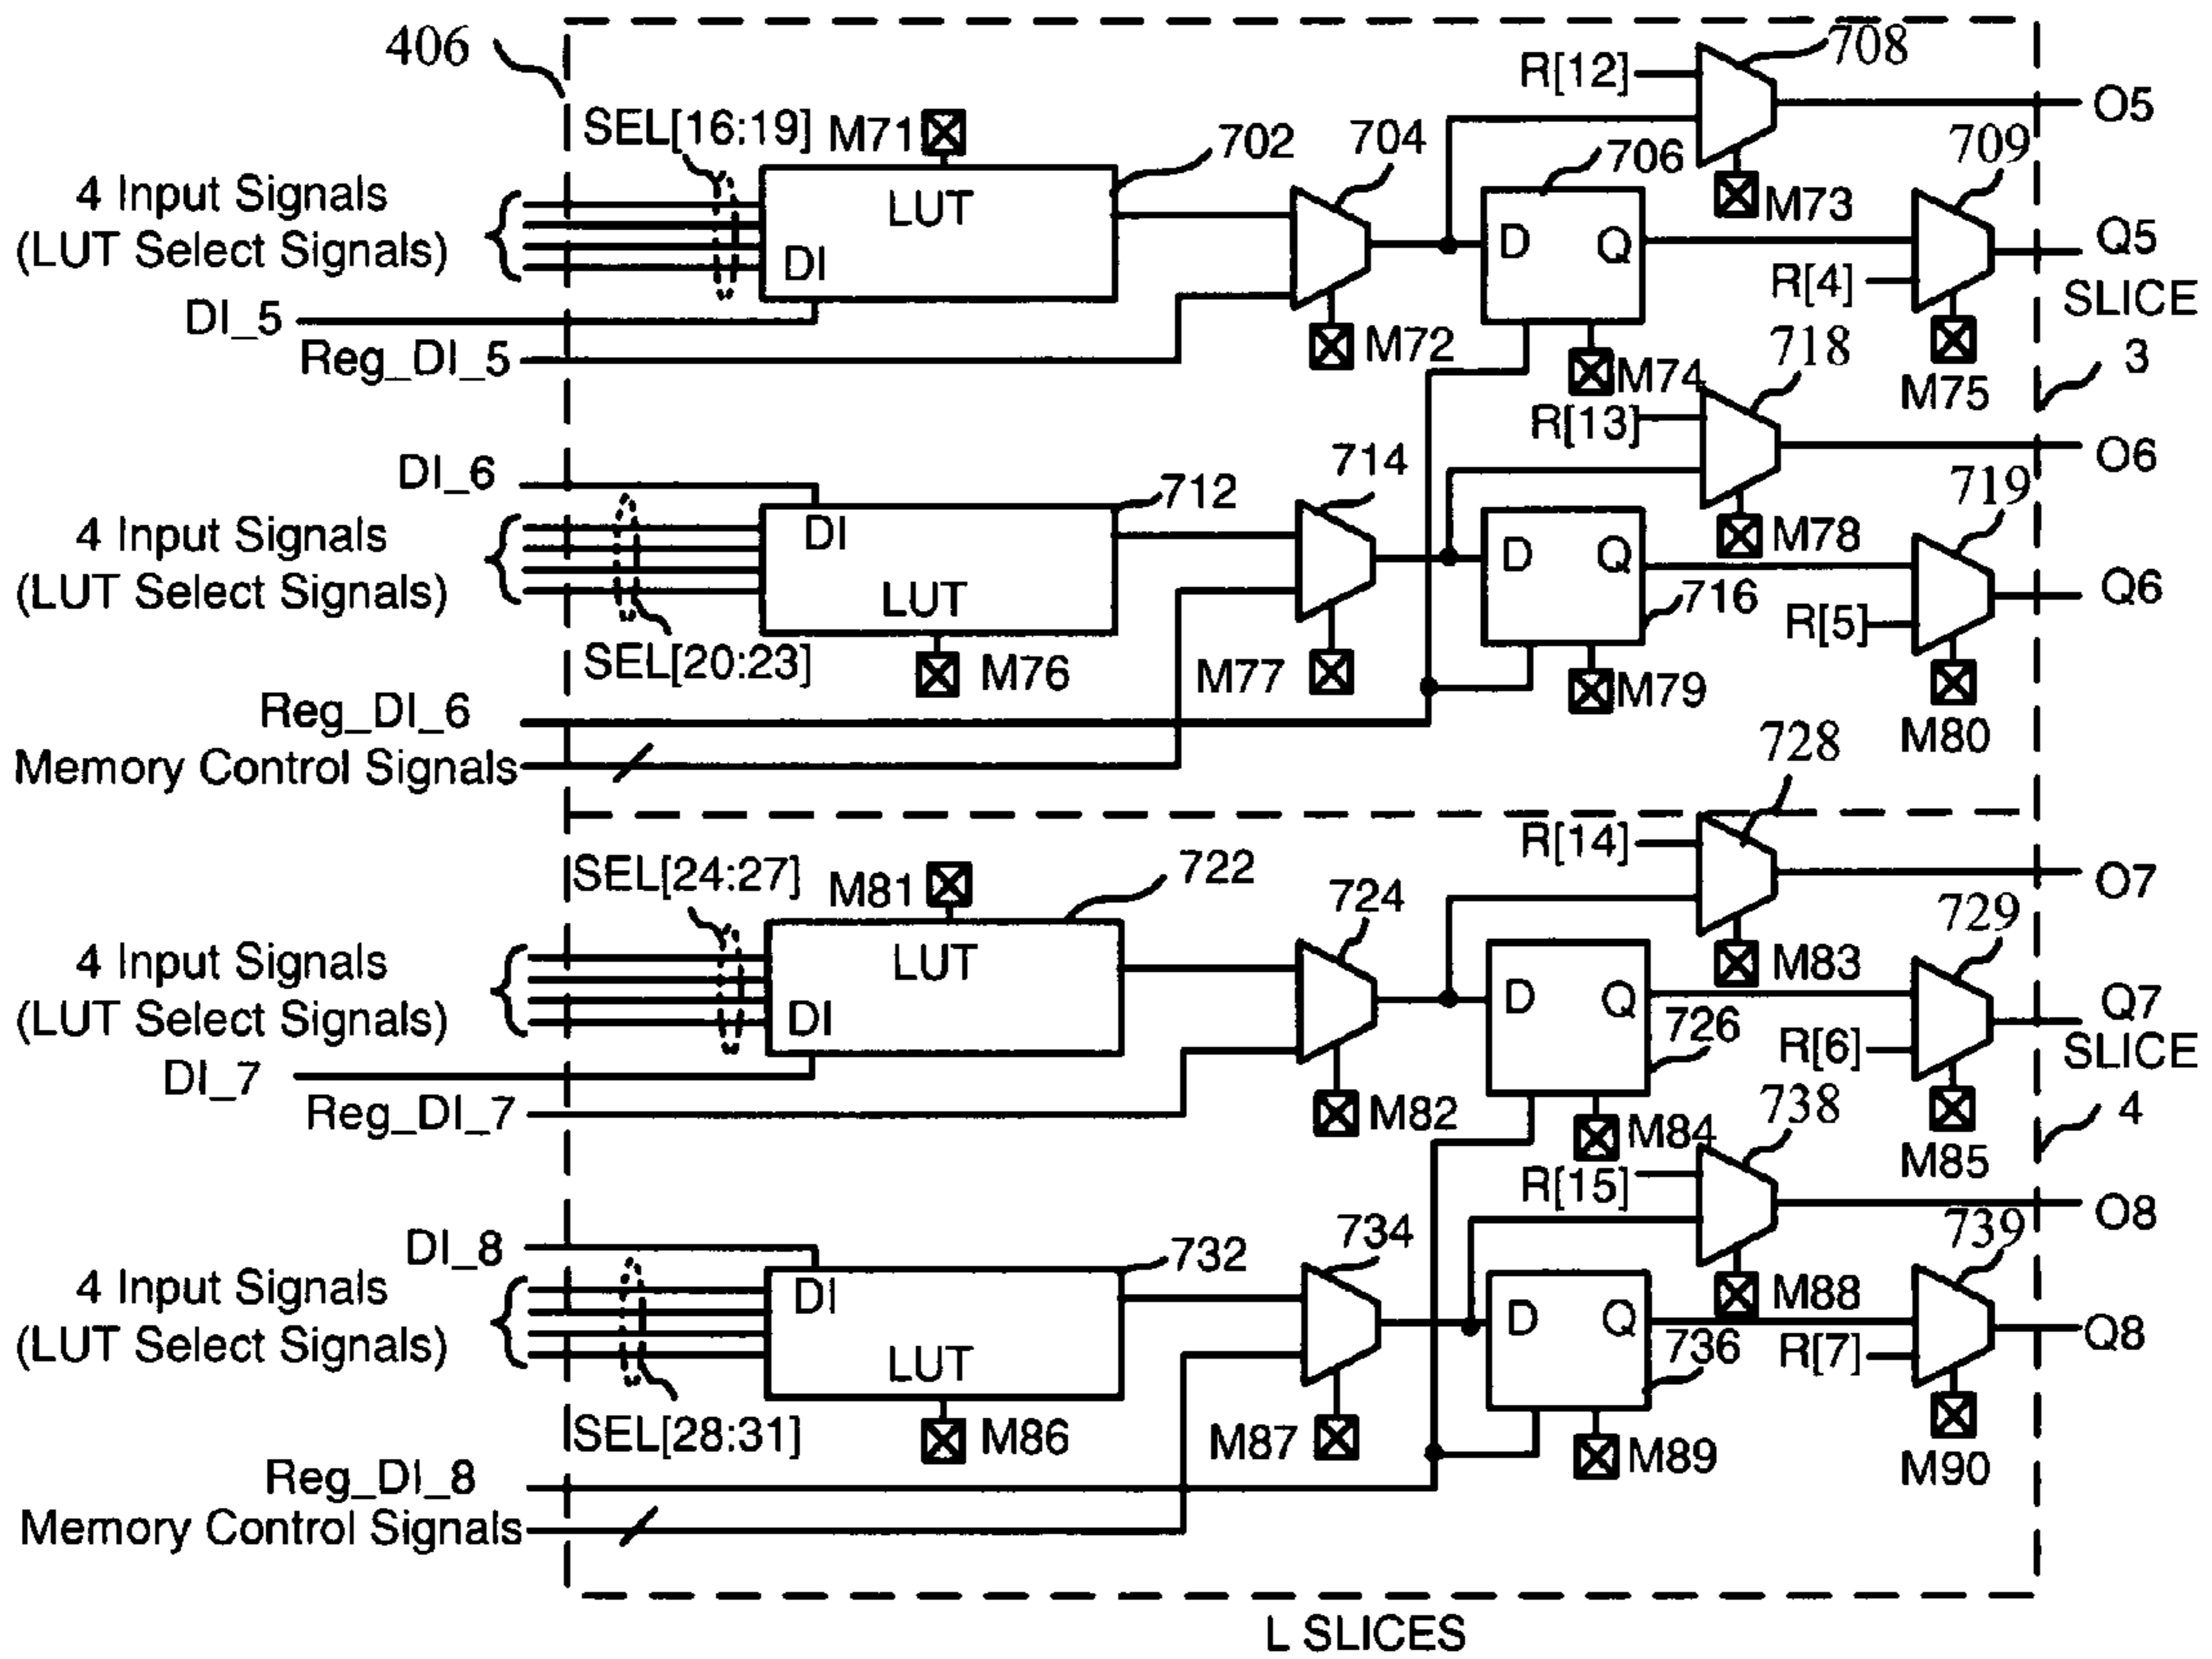 406
R[12]
708
O5
SEL[16:19]
M71
702
704
706
709
4 Input Signals
(LUT Select Signals)
LUT
DI
M73
D
Q
Q5
SLICE
3
R[4]
DI_5
Reg_DI_5
M72
M74
718
M75
R[13]
O6
DI_6
714
712
719
4 Input Signals
(LUT Select Signals)
DI
LUT
M78
D
Q
716
Q6
R[5]
SEL[20:23]
M76
M77
M79
M80
Reg_DI_6
Memory Control Signals
728
R[14]
O7
SEL[24:27]
M81
722
724
729
4 Input Signals
(LUT Select Signals)
LUT
DI
M83
D
Q
726
Q7
SLICE
4
R[6]
DI_7
Reg_DI_7
M82
M84
738
M85
R[15]
O8
DI_8
732
734
739
4 Input Signals
(LUT Select Signals)
DI
LUT
M88
D
Q
736
R[7]
Q8
SEL[28:31]
M86
M87
M89
M90
Reg_DI_8
Memory Control Signals
L SLICES